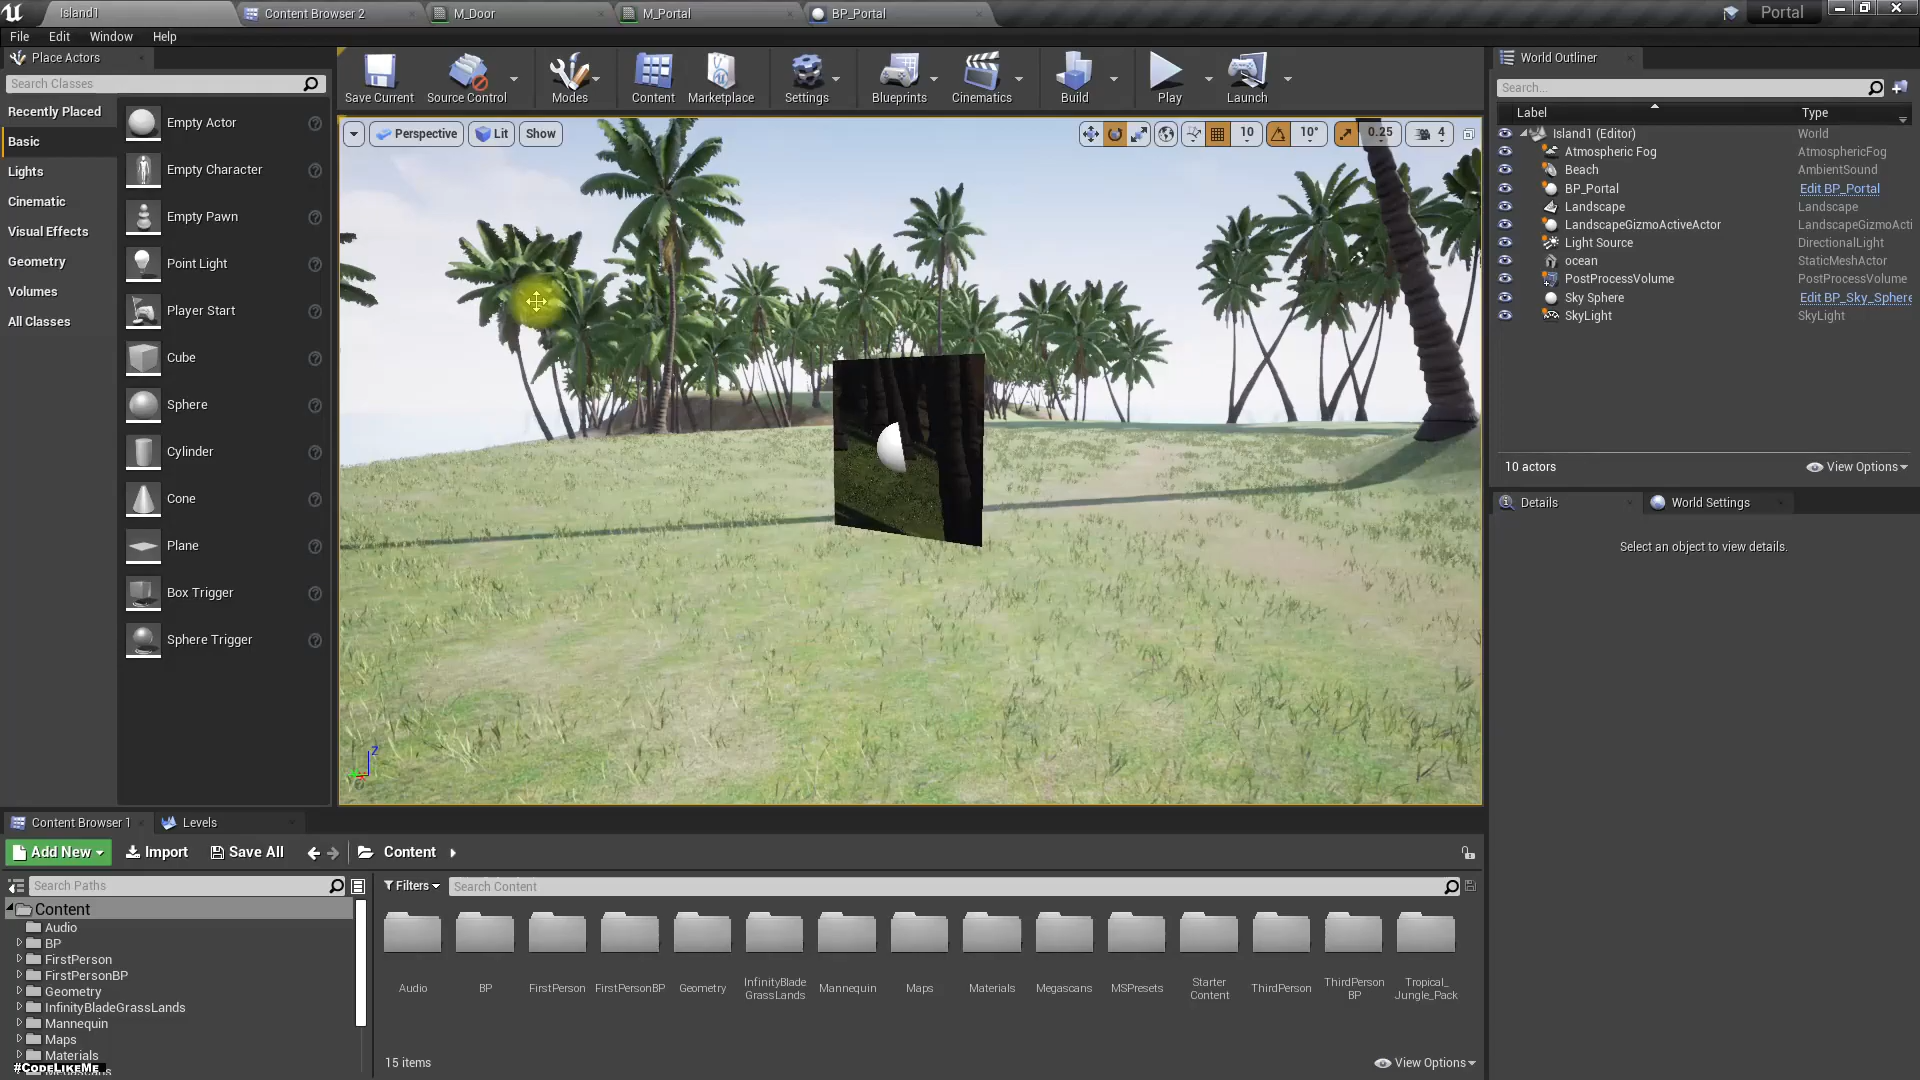 Island1
Content Browser 2
M_Door
M_Portal
BP_Portal
Portal
File
Edit
Window
Help
Place Actors
Search Classes
Recently Placed
Basic
Lights
Cinematic
Visual Effects
Geometry
Volumes
All Classes
Empty Actor
Empty Character
Empty Pawn
Point Light
Player Start
Cube
Sphere
Cylinder
Cone
Plane
Box Trigger
Sphere Trigger
Save Current
Source Control
Modes
Content
Marketplace
Settings
Blueprints
Cinematics
Build
Play
Launch
Perspective
Lit
Show
10
10°
0.25
4
Z
World Outliner
Search...
Label
Type
Island1 (Editor)
World
Atmospheric Fog
AtmosphericFog
Beach
AmbientSound
BP_Portal
Edit BP_Portal
Landscape
Landscape
LandscapeGizmoActiveActor
LandscapeGizmoActi
Light Source
DirectionalLight
ocean
StaticMeshActor
PostProcessVolume
PostProcessVolume
Sky Sphere
Edit BP_Sky_Sphere
SkyLight
SkyLight
10 actors
View Options
Details
World Settings
Select an object to view details.
Content Browser 1
Levels
Add New
Import
Save All
Content
Search Paths
Filters
Search Content
Content
Audio
BP
FirstPerson
FirstPersonBP
Geometry
InfinityBladeGrassLands
Mannequin
Maps
Materials
#CodeLikeMe
Audio
BP
FirstPerson
FirstPersonBP
Geometry
InfinityBlade
GrassLands
Mannequin
Maps
Materials
Megascans
MSPresets
Starter
Content
ThirdPerson
ThirdPerson
BP
Tropical_
Jungle_Pack
15 items
View Options